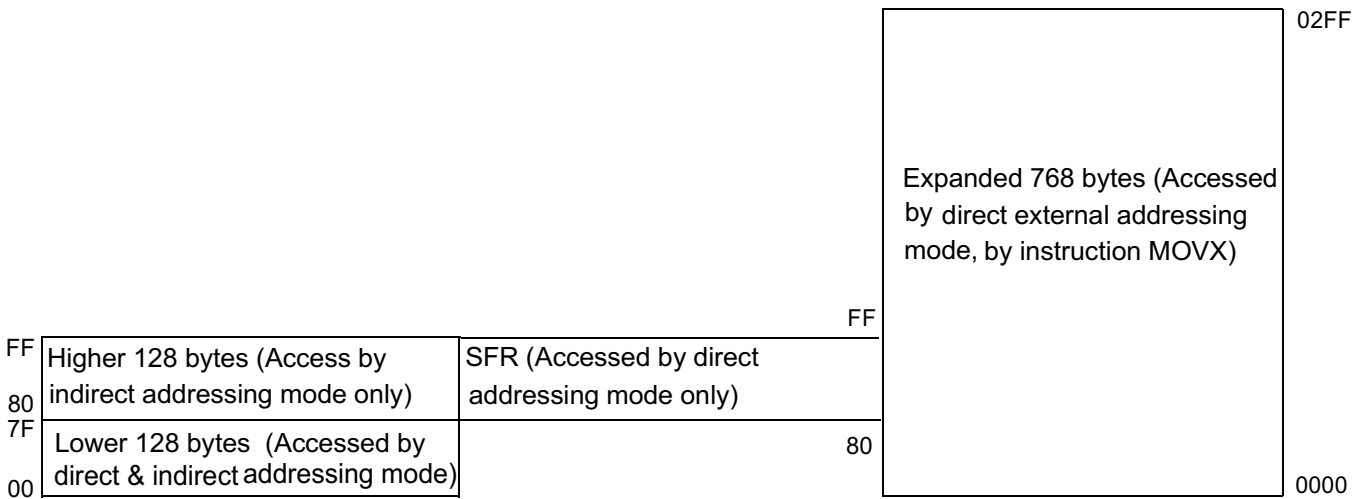 02FF
Expanded 768 bytes (Accessed
by direct external addressing
mode, by instruction MOVX)
FF
FF
Higher 128 bytes (Access by
indirect addressing mode only)
80
SFR (Accessed by direct
addressing mode only)
7F
Lower 128 bytes (Accessed by
direct & indirect addressing mode)
00
80
0000